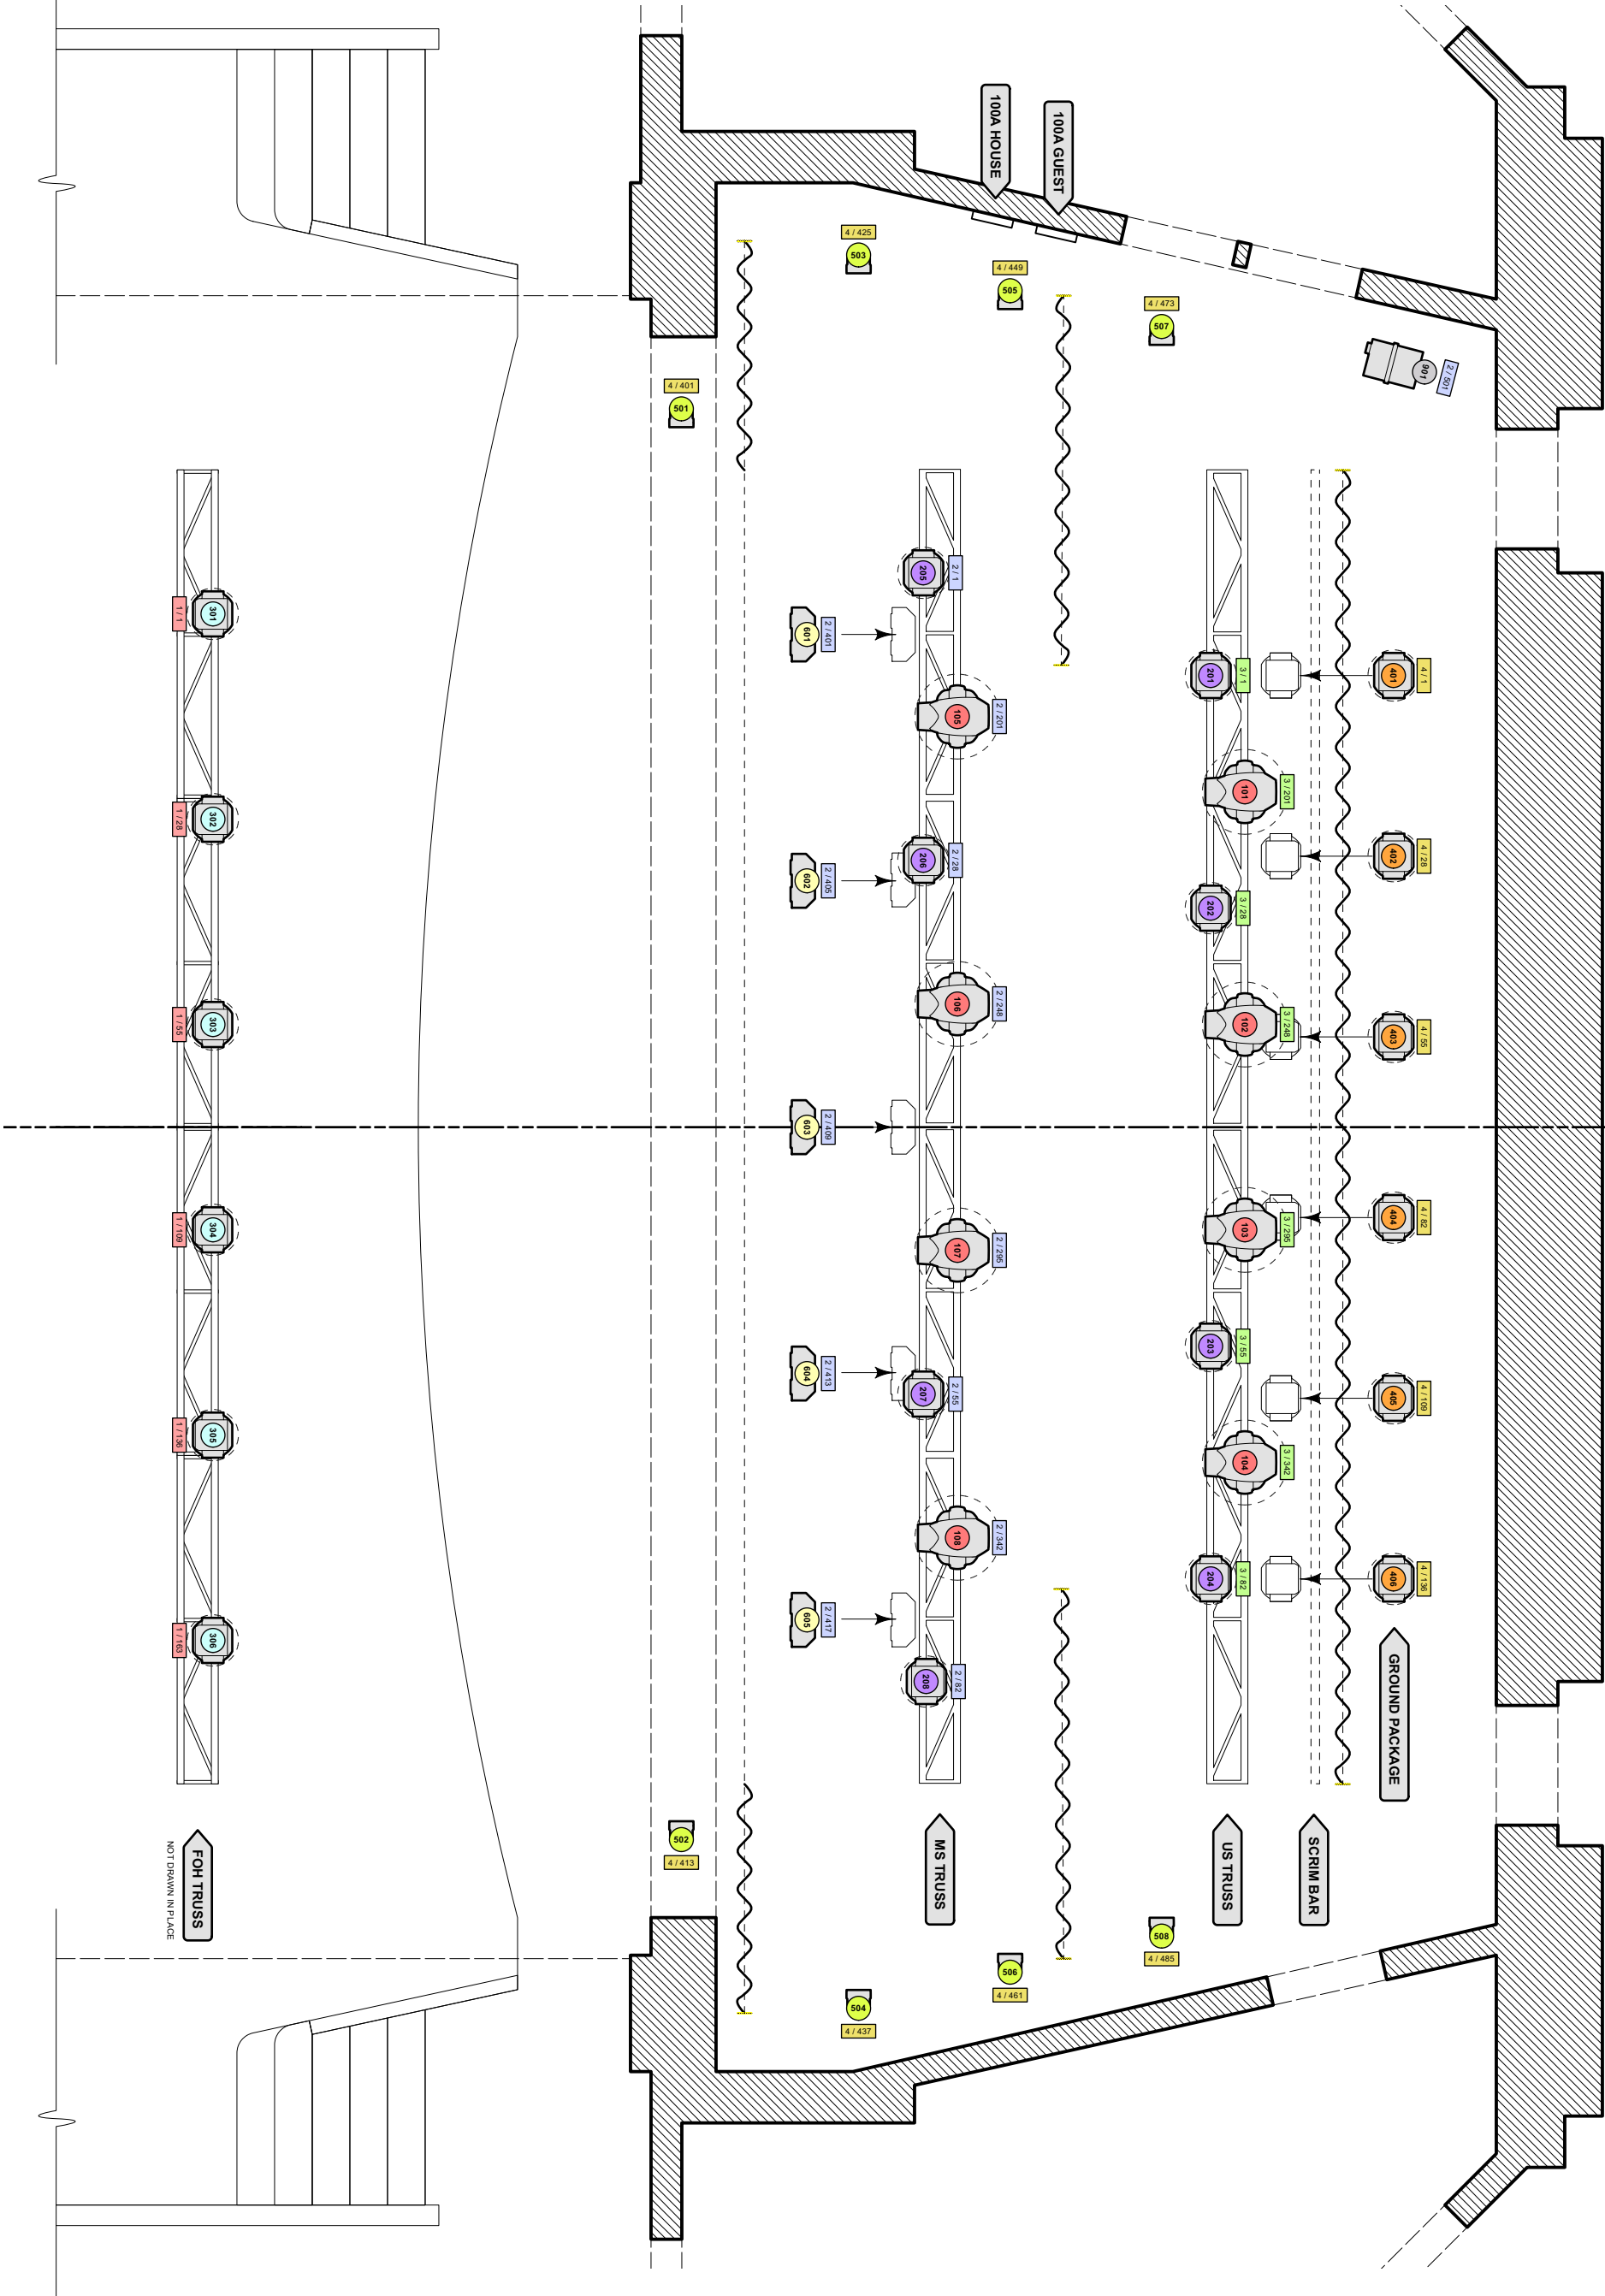 100A HOUSE
100A GUEST
4 / 425
503
4 / 449
505
4 / 473
507
901
2 / 501
4 / 401
501
301
1 / 1
302
1 / 28
303
1 / 55
304
1 / 109
305
1 / 136
306
1 / 163
FOH TRUSS
NOT DRAWN IN PLACE
601
2 / 401
602
2 / 405
603
2 / 409
604
2 / 413
605
2 / 417
205
2 / 1
105
2 / 201
206
2 / 28
106
2 / 248
107
2 / 295
207
2 / 55
108
2 / 342
208
2 / 82
MS TRUSS
201
3 / 1
101
3 / 201
202
3 / 28
102
3 / 248
103
3 / 295
203
3 / 55
104
3 / 342
204
3 / 82
US TRUSS
SCRIM BAR
401
4 / 1
402
4 / 28
403
4 / 55
404
4 / 82
405
4 / 109
406
4 / 136
GROUND PACKAGE
502
4 / 413
508
4 / 485
506
4 / 461
504
4 / 437